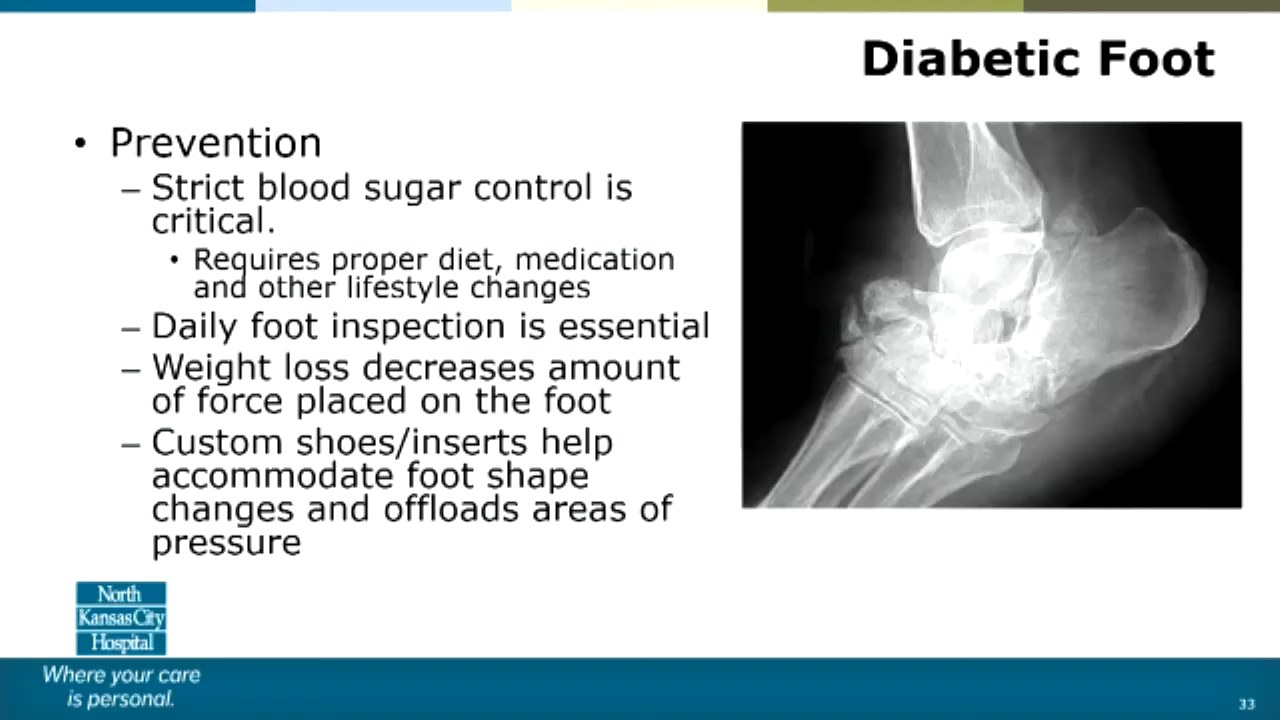 Diabetic Foot
• Prevention
– Strict blood sugar control is
critical.
• Requires proper diet, medication
and other lifestyle changes
– Daily foot inspection is essential
– Weight loss decreases amount
of force placed on the foot
– Custom shoes/inserts help
accommodate foot shape
changes and offloads areas of
pressure
North
KansasCity
Hospital
Where your care
is personal.
33